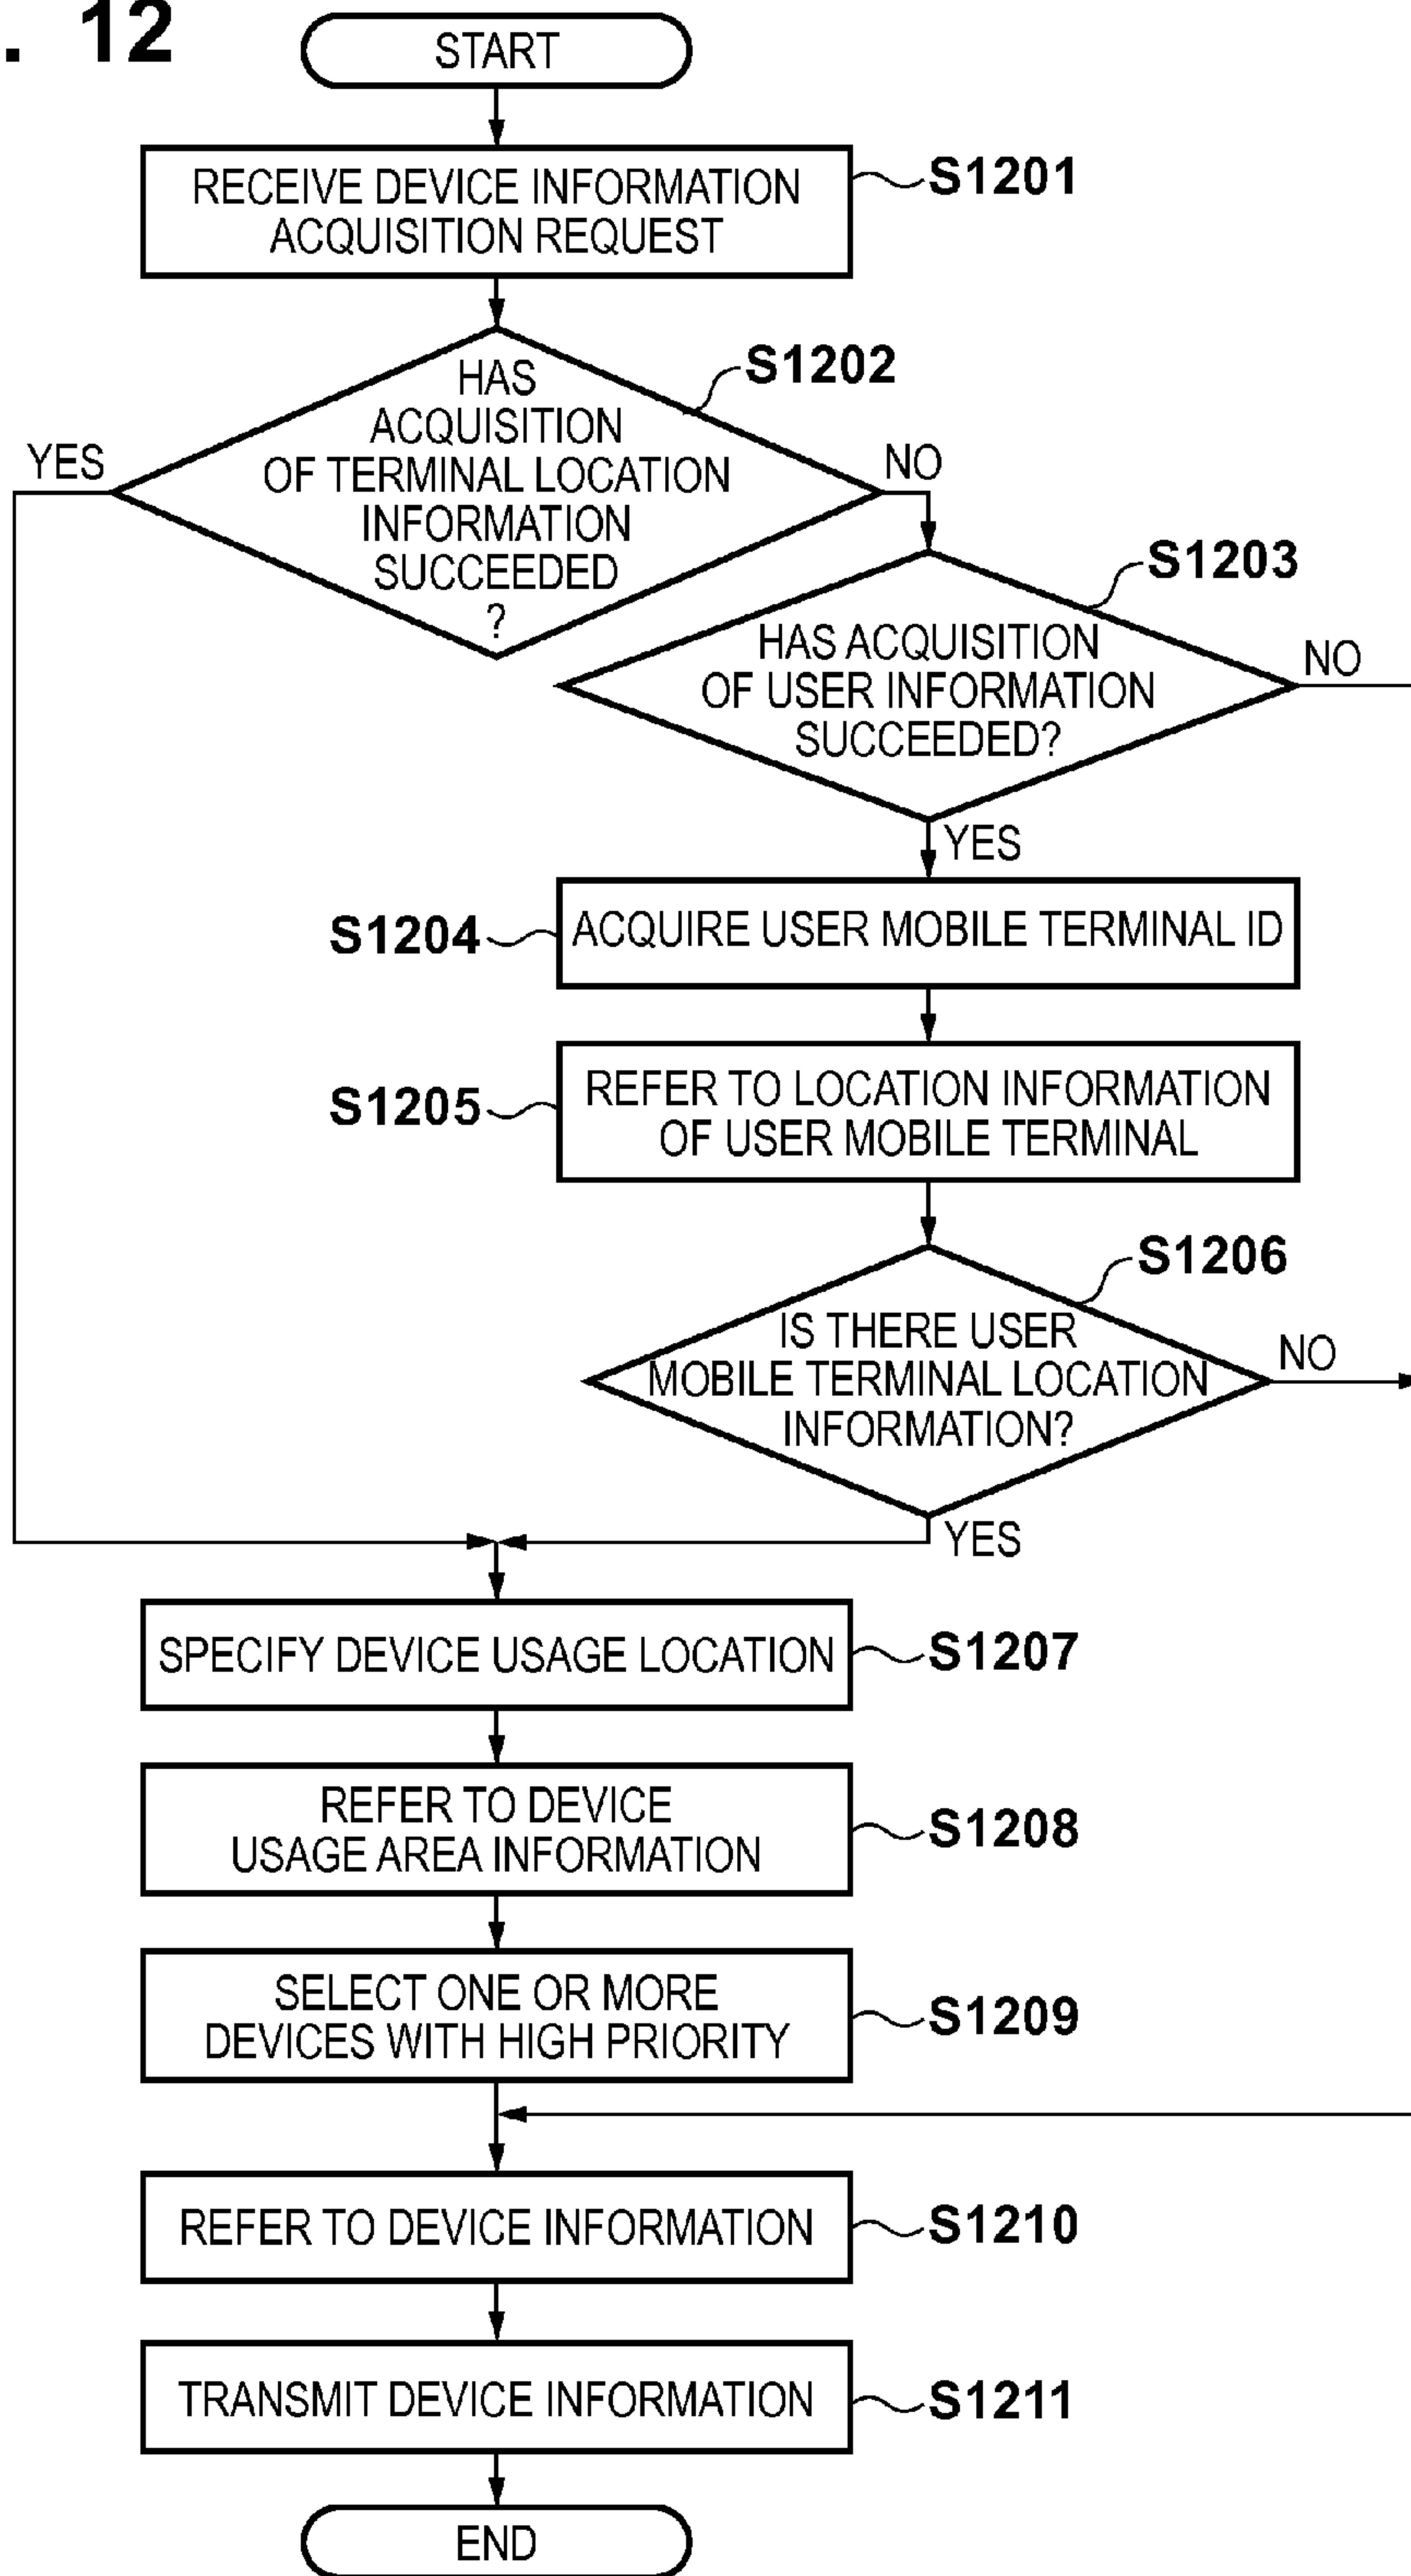 . 12
START
RECEIVE DEVICE INFORMATION
ACQUISITION REQUEST
S1201
HAS
ACQUISITION
OF TERMINAL LOCATION
INFORMATION
SUCCEEDED
?
S1202
YES
NO
HAS ACQUISITION
OF USER INFORMATION
SUCCEEDED?
S1203
NO
YES
S1204
ACQUIRE USER MOBILE TERMINAL ID
S1205
REFER TO LOCATION INFORMATION
OF USER MOBILE TERMINAL
S1206
IS THERE USER
MOBILE TERMINAL LOCATION
INFORMATION?
NO
YES
SPECIFY DEVICE USAGE LOCATION
S1207
REFER TO DEVICE
USAGE AREA INFORMATION
S1208
SELECT ONE OR MORE
DEVICES WITH HIGH PRIORITY
S1209
REFER TO DEVICE INFORMATION
S1210
TRANSMIT DEVICE INFORMATION
S1211
END